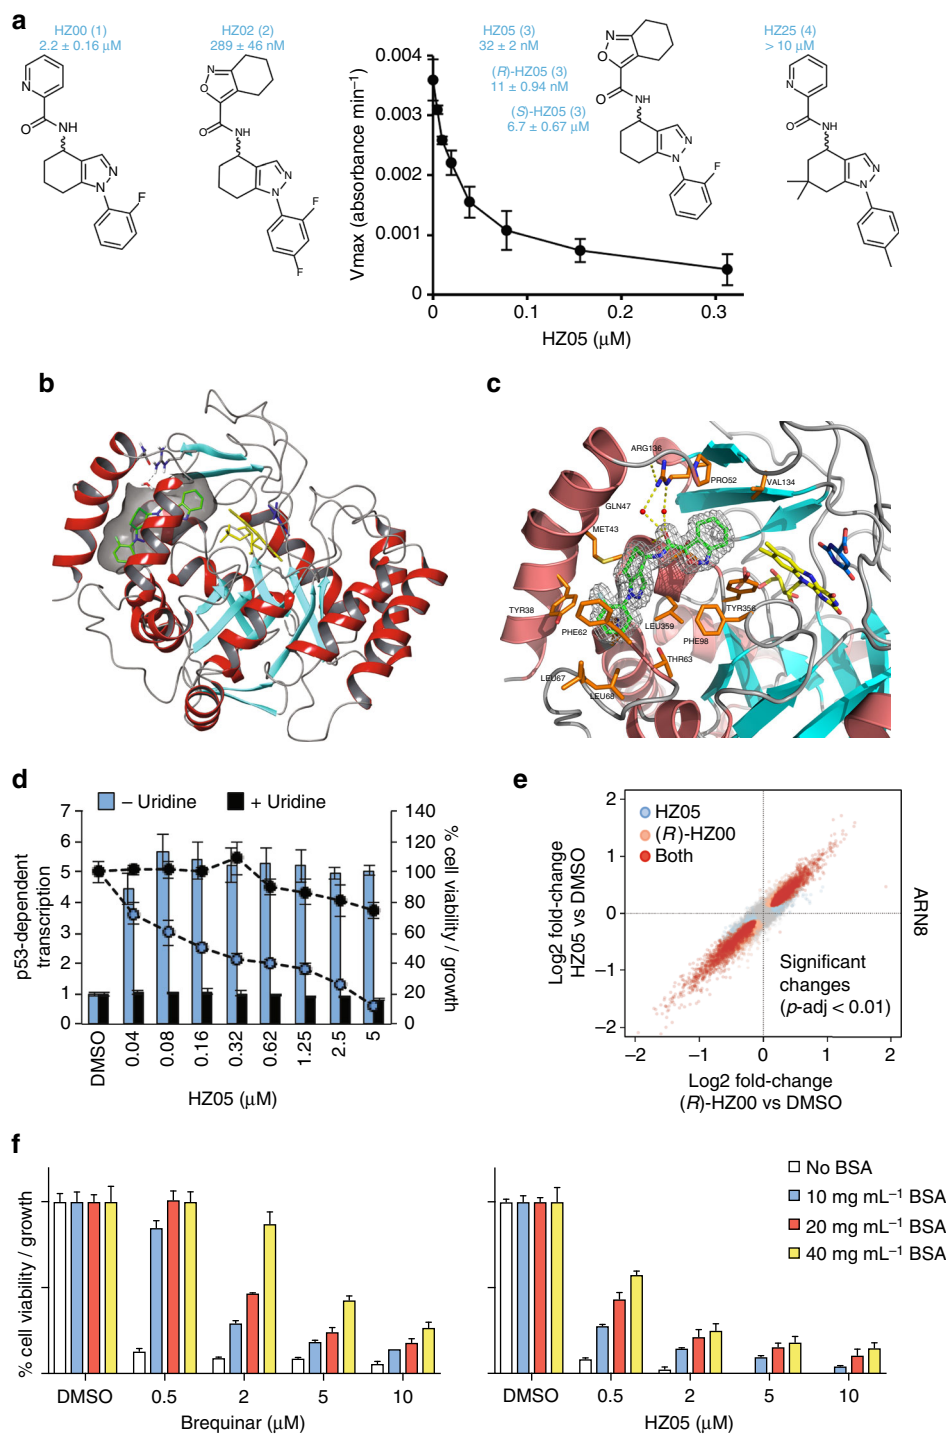 a
HZ00 (1)
2.2 ± 0.16 μM
HZ02 (2)
289 ± 46 nM
HZ05 (3)
32 ± 2 nM
(R)-HZ05 (3)
11 ± 0.94 nM
(S)-HZ05 (3)
6.7 ± 0.67 μM
HZ25 (4)
> 10 μM
N
O
NH
N
N
F
N
O
O
NH
N
N
F
F
Vmax (absorbance min⁻¹)
0.004
0.003
0.002
0.001
0
0
0.1
0.2
0.3
HZ05 (μM)
N
O
O
NH
N
N
F
N
O
NH
N
N
b
c
ARG136
PRO52
VAL134
GLN47
MET43
TYR38
PHE62
LEU359
TYR356
PHE98
THR63
LEU67
LEU68
d
– Uridine
+ Uridine
p53-dependent
transcription
7
6
5
4
3
2
1
0
140
120
100
80
60
40
20
0
% cell viability / growth
DMSO
0.04
0.08
0.16
0.32
0.62
1.25
2.5
5
HZ05 (μM)
e
HZ05
(R)-HZ00
Both
Log2 fold-change
HZ05 vs DMSO
2
1
0
−1
−2
Significant
changes
(p-adj < 0.01)
ARN8
−2
−1
0
1
2
Log2 fold-change
(R)-HZ00 vs DMSO
f
No BSA
10 mg mL⁻¹ BSA
20 mg mL⁻¹ BSA
40 mg mL⁻¹ BSA
% cell viability / growth
DMSO
0.5
2
5
10
Brequinar (μM)
DMSO
0.5
2
5
10
HZ05 (μM)